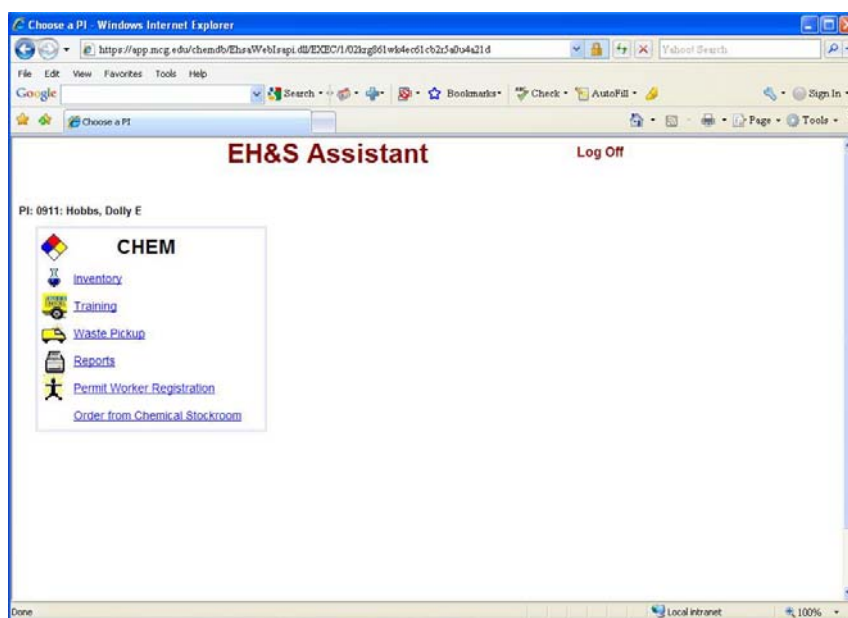 Choose a PI - Windows Internet Explorer
https://app.mcg.edu/chemdb/EhsaWebIsapi.dll/EXEC/1/02krg861wk4ec61cb2r5a0u4a21d
Yahoo! Search
File Edit View Favorites Tools Help
Google Search Bookmarks Check AutoFill Sign In
Choose a PI Page Tools
EH&S Assistant Log Off
PI: 0911: Hobbs, Dolly E
CHEM
Inventory
Training
Waste Pickup
Reports
Permit Worker Registration
Order from Chemical Stockroom
Done Local intranet 100%